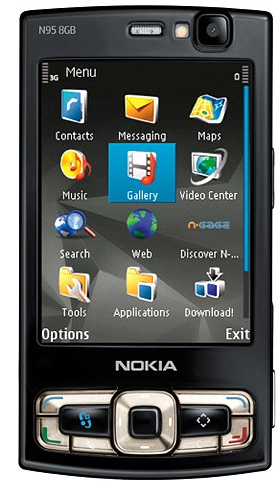 N95 8GB
3G Menu
Contacts Messaging Maps
Music Gallery Video Center
Search Web Discover N-...
n-gage
Tools Applications Download!
Options Exit
NOKIA